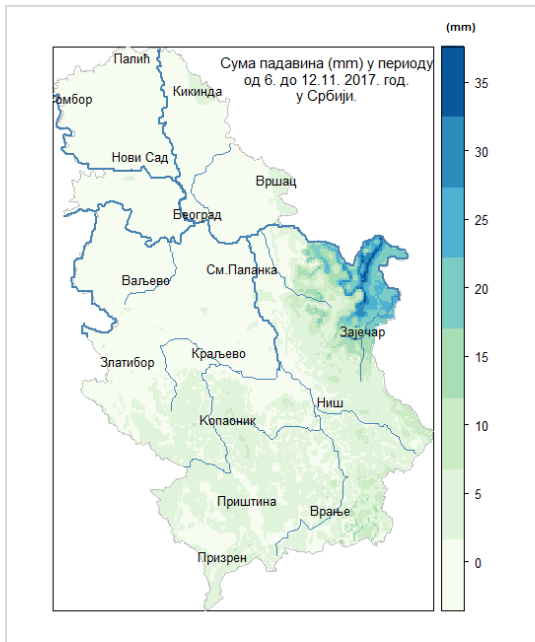 (mm)
Сума падавина (mm) у периоду
од 6. до 12.11. 2017. год.
у Србији.
Палић
Кикинда
омбор
Нови Сад
Вршац
Београд
См.Паланка
Ваљево
Зајечар
Златибор
Краљево
Ниш
Копаоник
Приштина
Врање
Призрен
35
30
25
20
15
10
5
0